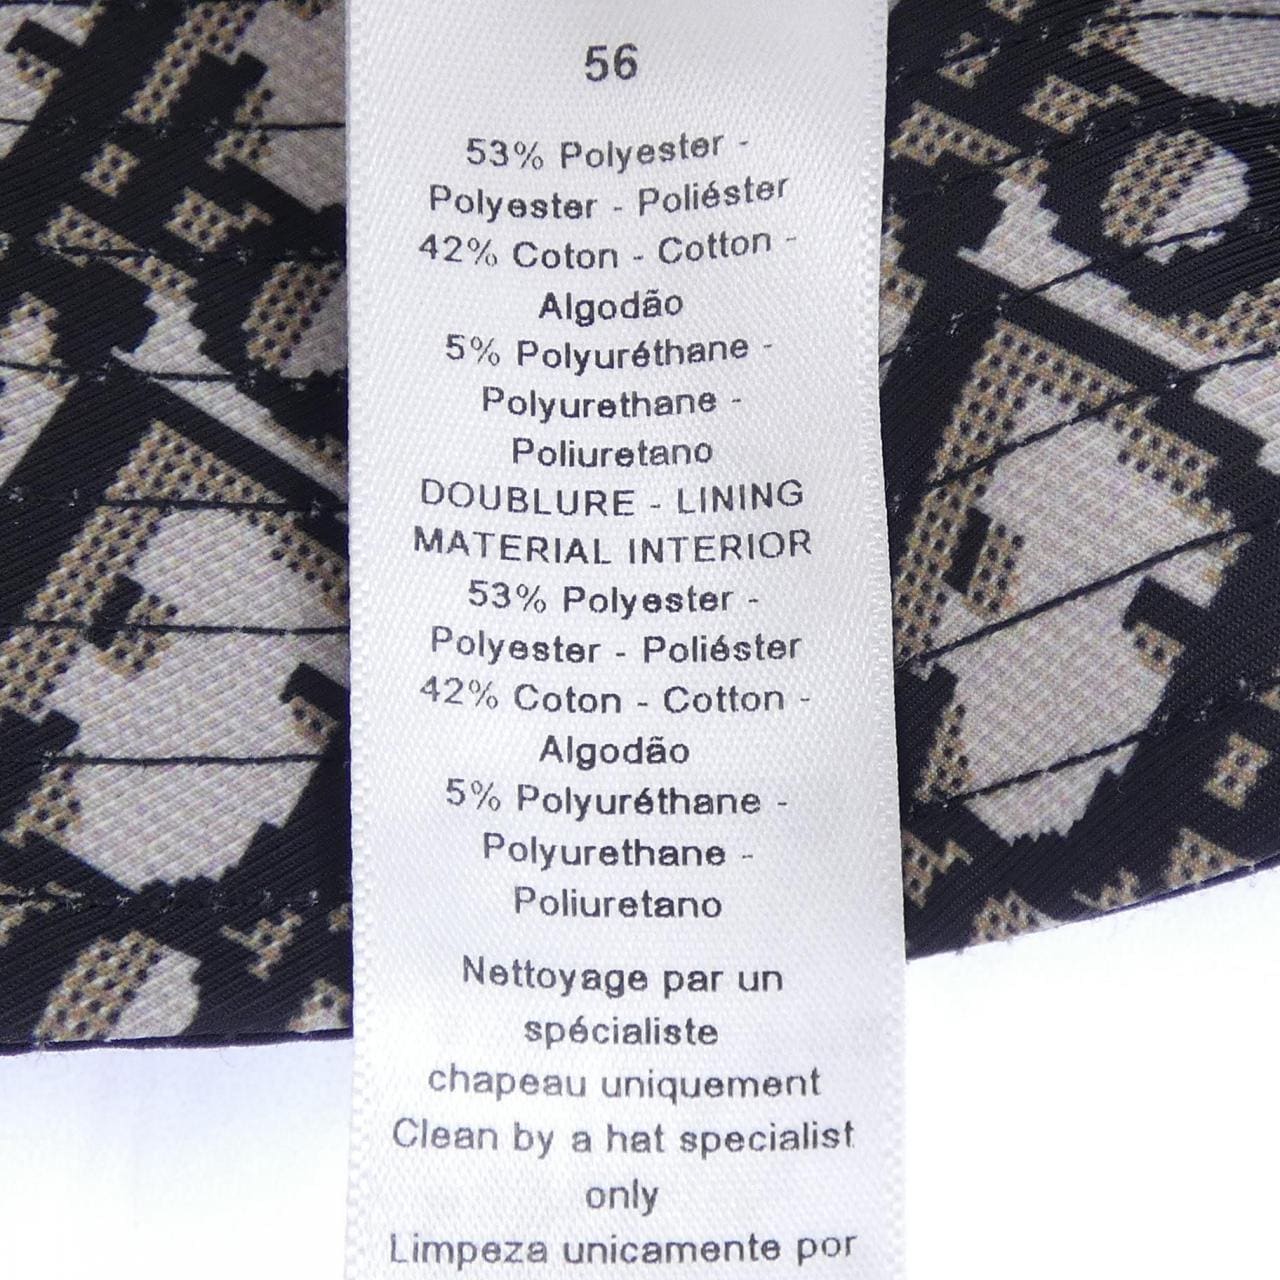 56
53% Polyester -
Polyester - Poliéster
42% Coton - Cotton -
Algodão
5% Polyuréthane -
Polyurethane -
Poliuretano
DOUBLURE - LINING
MATERIAL INTERIOR
53% Polyester -
Polyester - Poliéster
42% Coton - Cotton -
Algodão
5% Polyuréthane -
Polyurethane -
Poliuretano
Nettoyage par un
spécialiste
chapeau uniquement
Clean by a hat specialist
only
Limpeza unicamente por